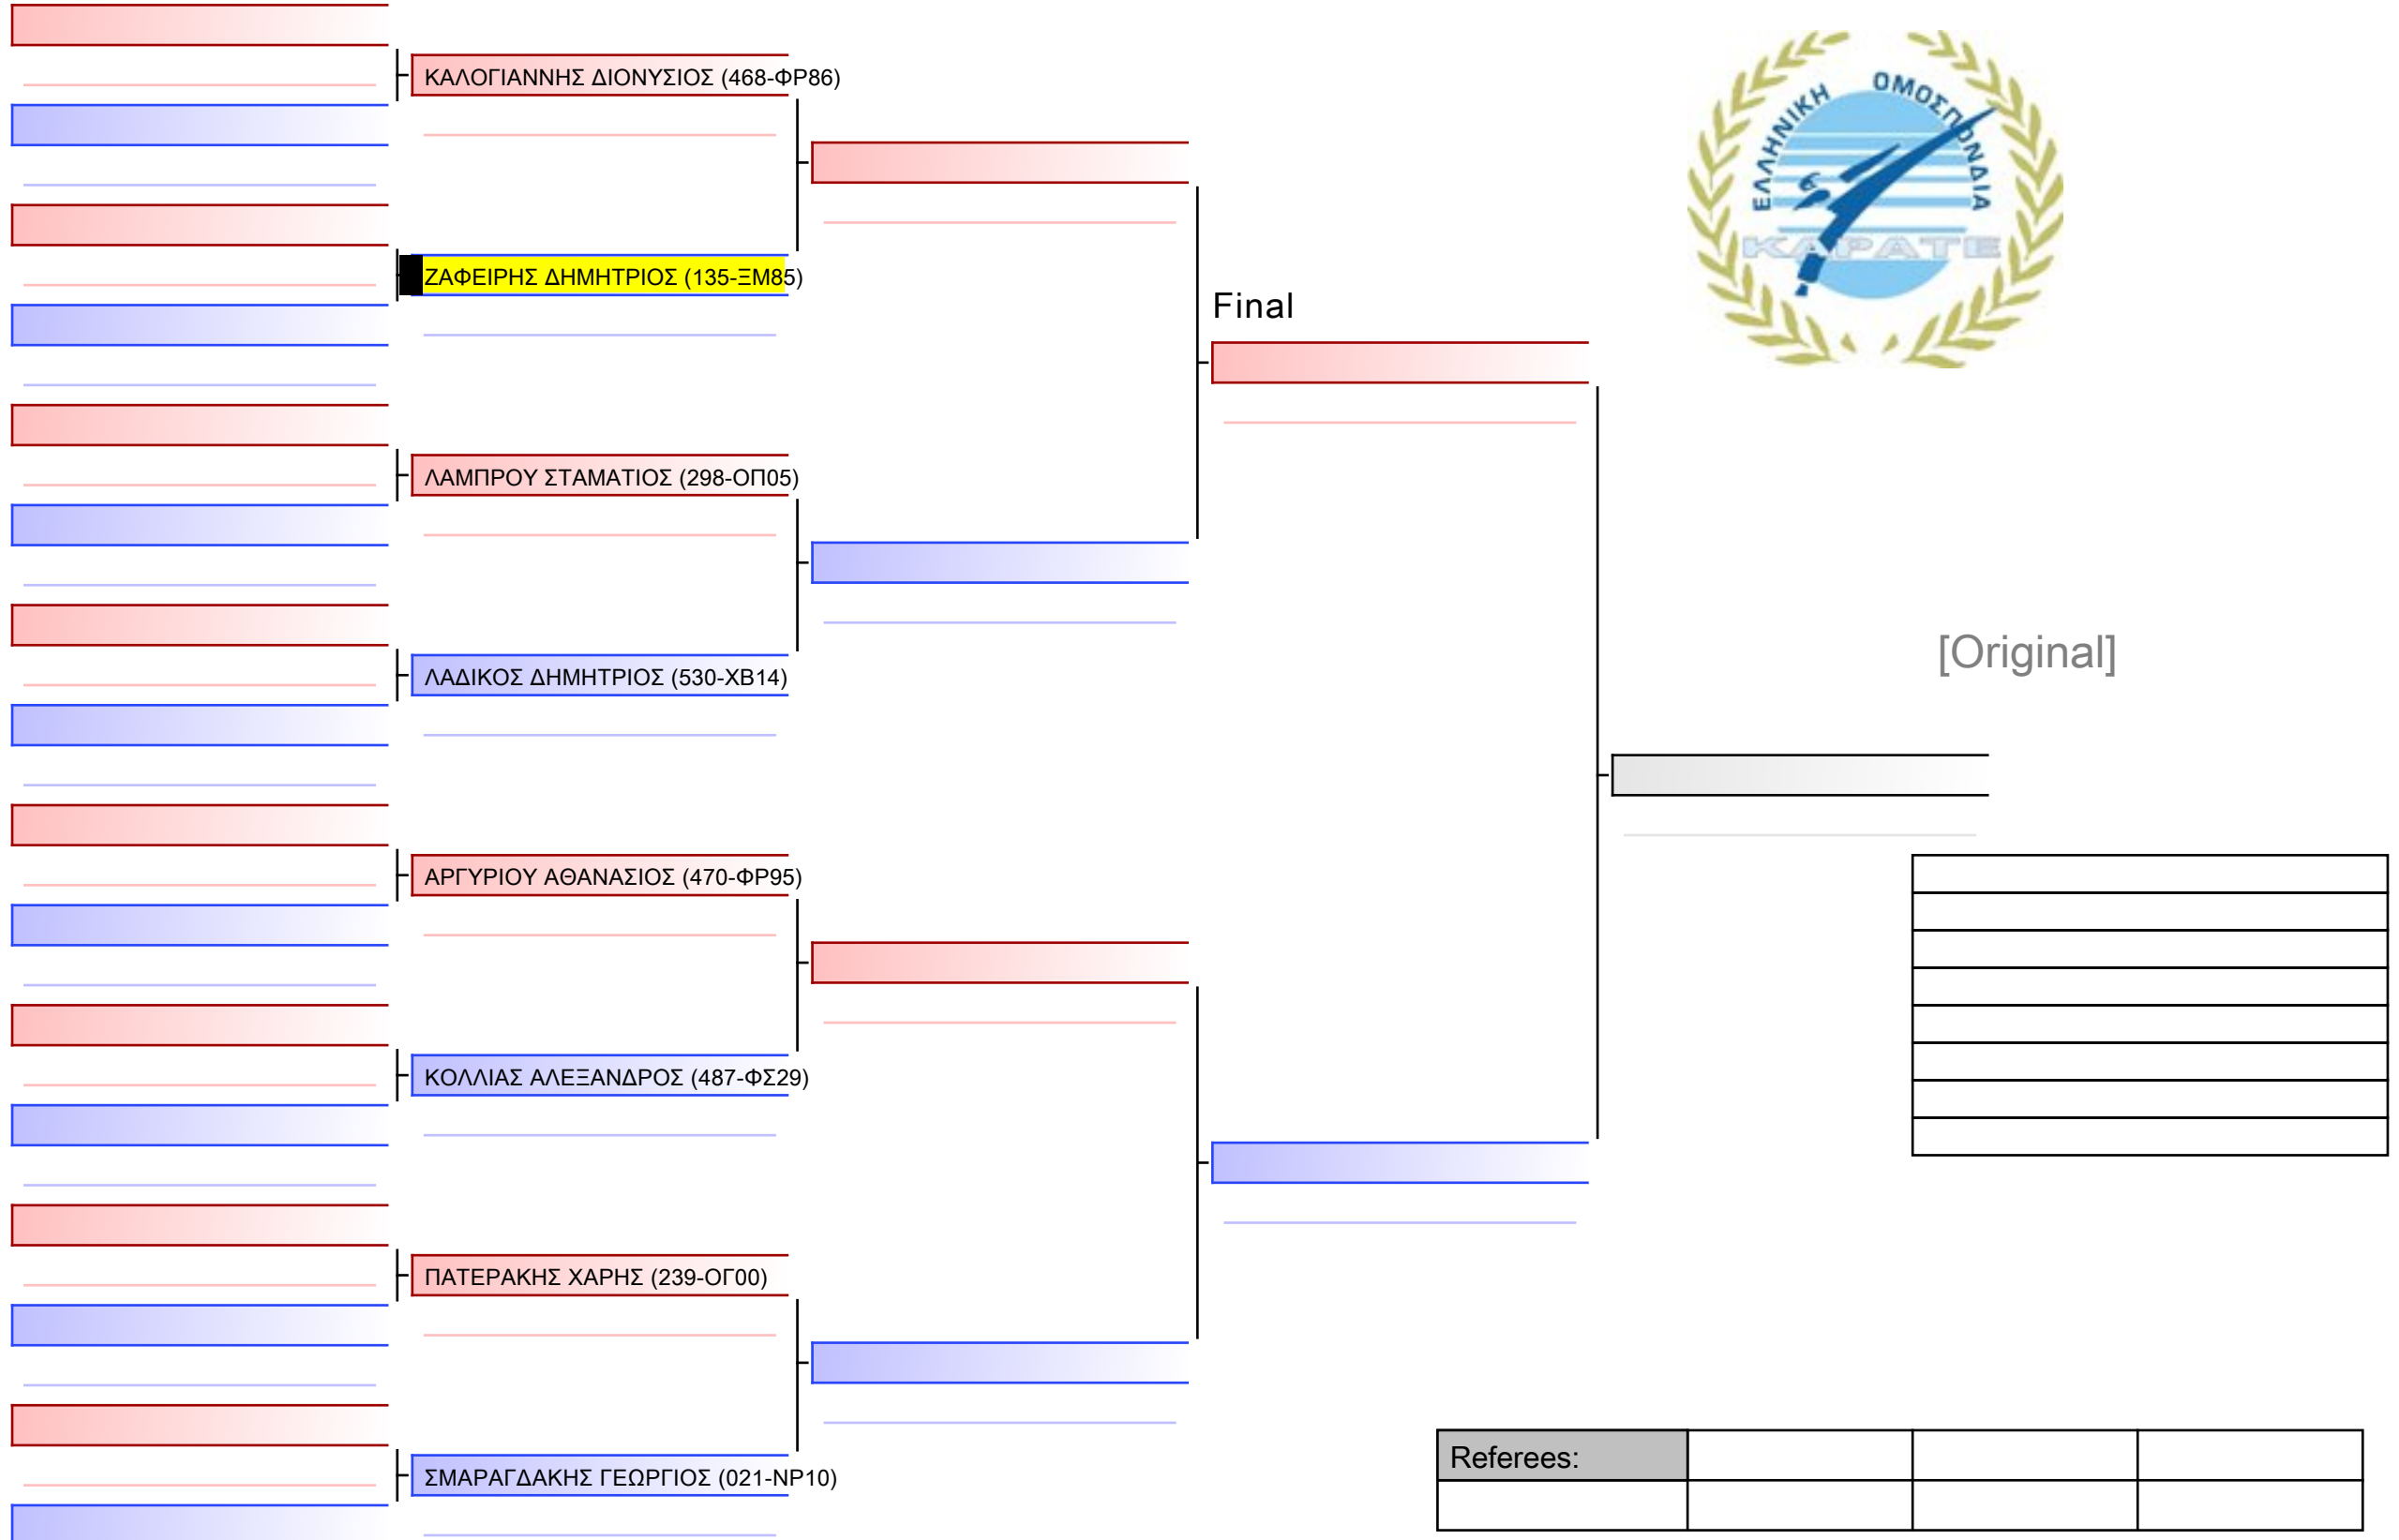 ΚΑΛΟΓΙΑΝΝΗΣ ΔΙΟΝΥΣΙΟΣ (468-ΦΡ86)
ΖΑΦΕΙΡΗΣ ΔΗΜΗΤΡΙΟΣ (135-ΞΜ85)
ΛΑΜΠΡΟΥ ΣΤΑΜΑΤΙΟΣ (298-ΟΠ05)
ΛΑΔΙΚΟΣ ΔΗΜΗΤΡΙΟΣ (530-ΧΒ14)
ΑΡΓΥΡΙΟΥ ΑΘΑΝΑΣΙΟΣ (470-ΦΡ95)
ΚΟΛΛΙΑΣ ΑΛΕΞΑΝΔΡΟΣ (487-ΦΣ29)
ΠΑΤΕΡΑΚΗΣ ΧΑΡΗΣ (239-ΟΓ00)
ΣΜΑΡΑΓΔΑΚΗΣ ΓΕΩΡΓΙΟΣ (021-ΝΡ10)
Final
ΕΛΛΗΝΙΚΗ ΟΜΟΣΠΟΝΔΙΑ
ΚΑΡΑΤΕ
[Original]
Referees: